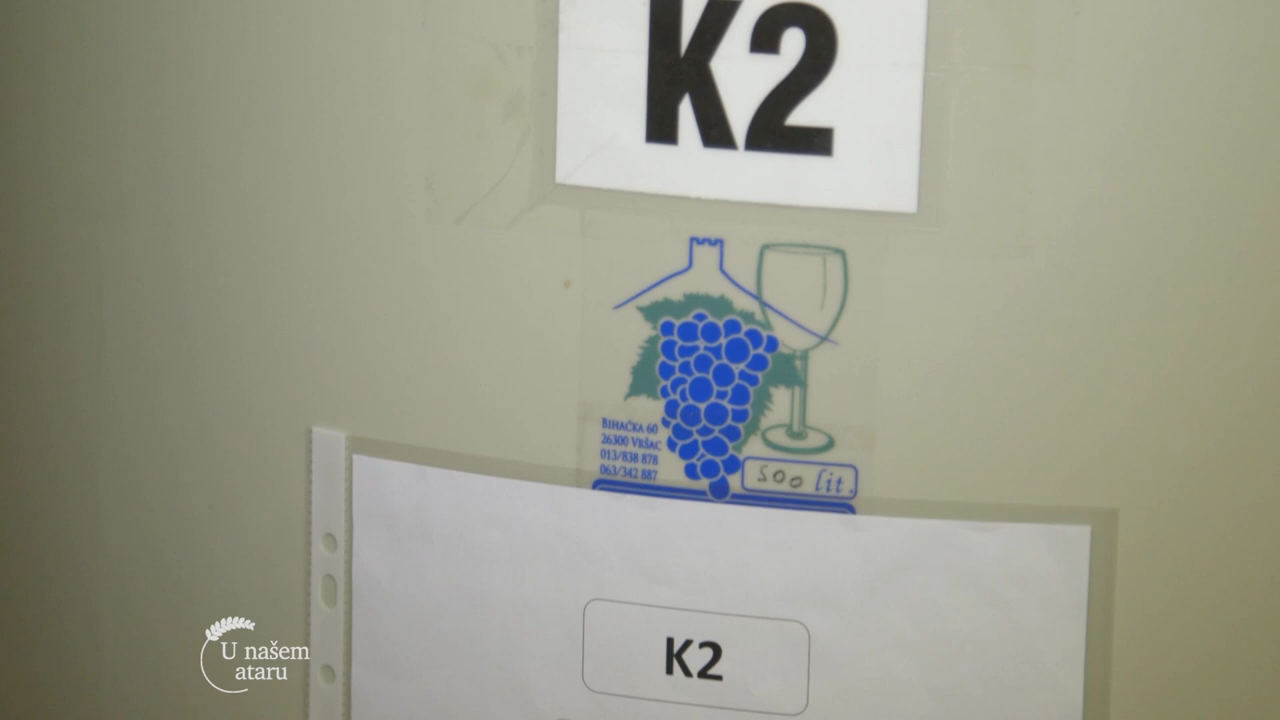 K2
BIHAČKA 60
26300 VRŠAC
013/838 878
063/342 887
500 lit.
K2
U našem
ataru